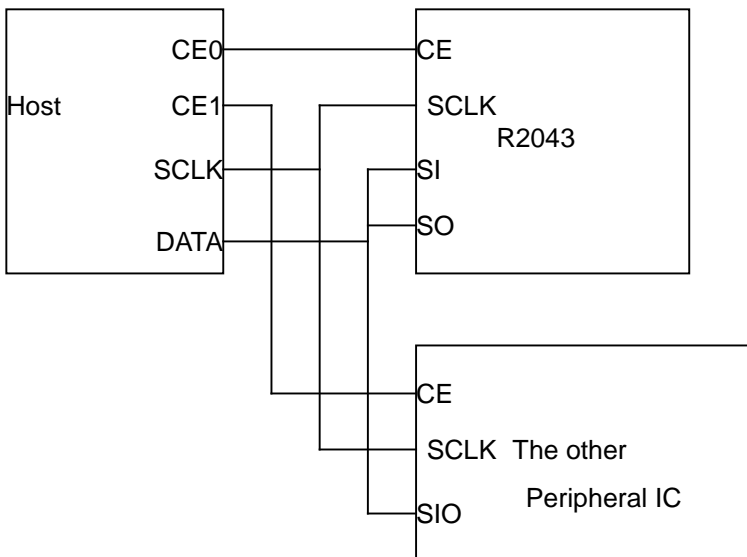 CE0
CE
Host
CE1
SCLK
R2043
SCLK
SI
SO
DATA
CE
SCLK
The other
Peripheral IC
SIO